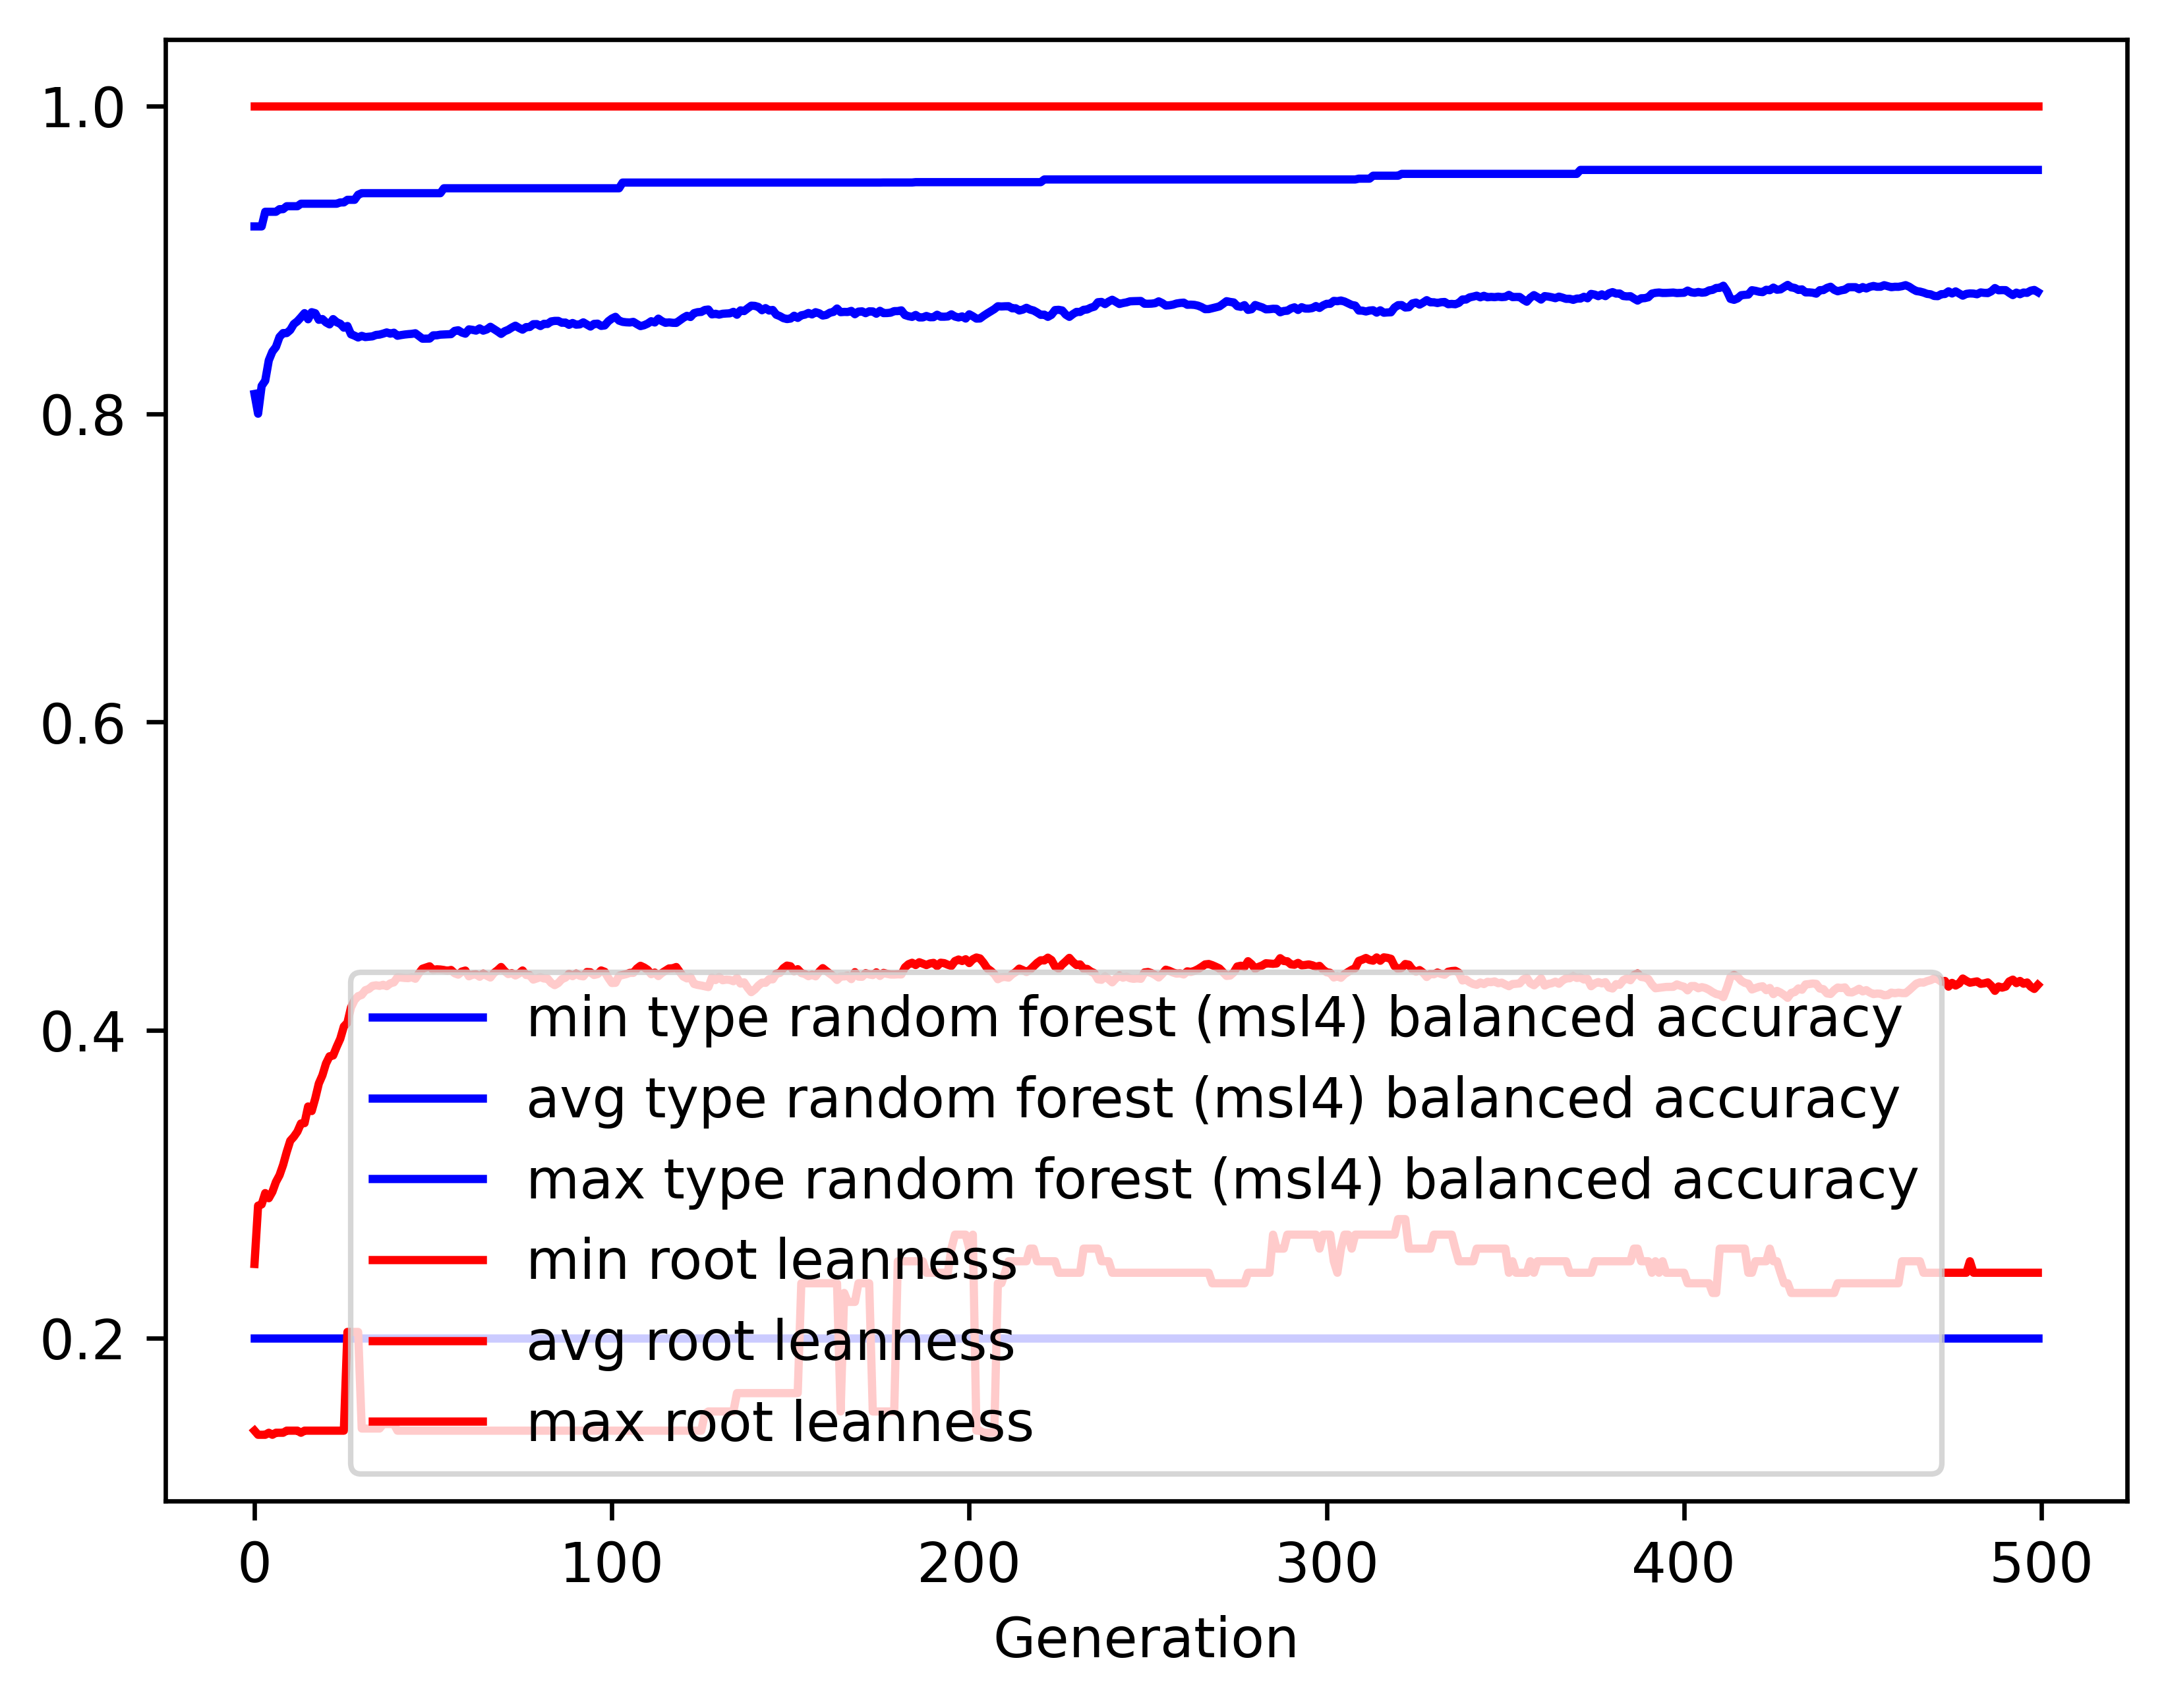 1.0
0.8
0.6
0.4
0.2
min type random forest (msl4) balanced accuracy
avg type random forest (msl4) balanced accuracy
max type random forest (msl4) balanced accuracy
min root leanness
avg root leanness
max root leanness
0 100 200 300 400 500
Generation